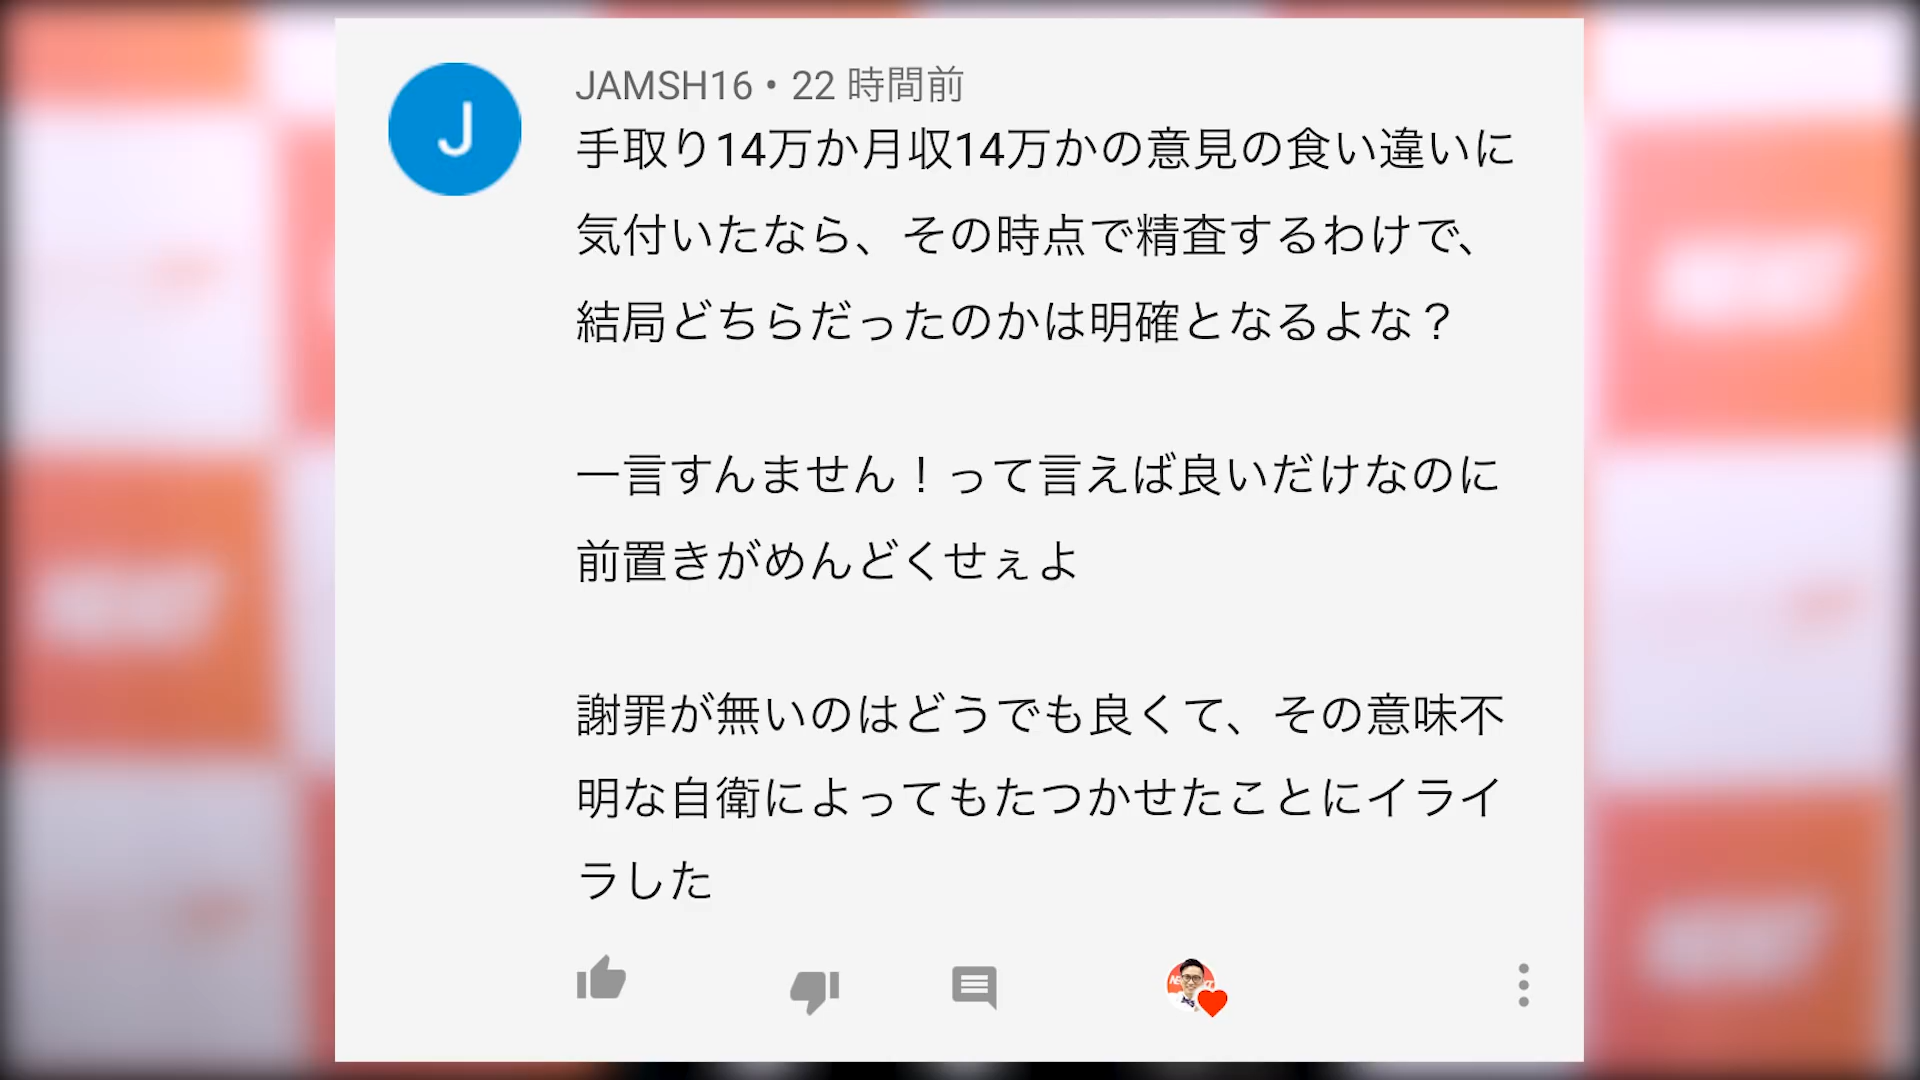 J
JAMSH16 • 22 時間前
手取り14万か月収14万かの意見の食い違いに
気付いたなら、その時点で精査するわけで、
結局どちらだったのかは明確となるよな？
一言すんません！って言えば良いだけなのに
前置きがめんどくせぇよ
謝罪が無いのはどうでも良くて、その意味不
明な自衛によってもたつかせたことにイライ
ラした